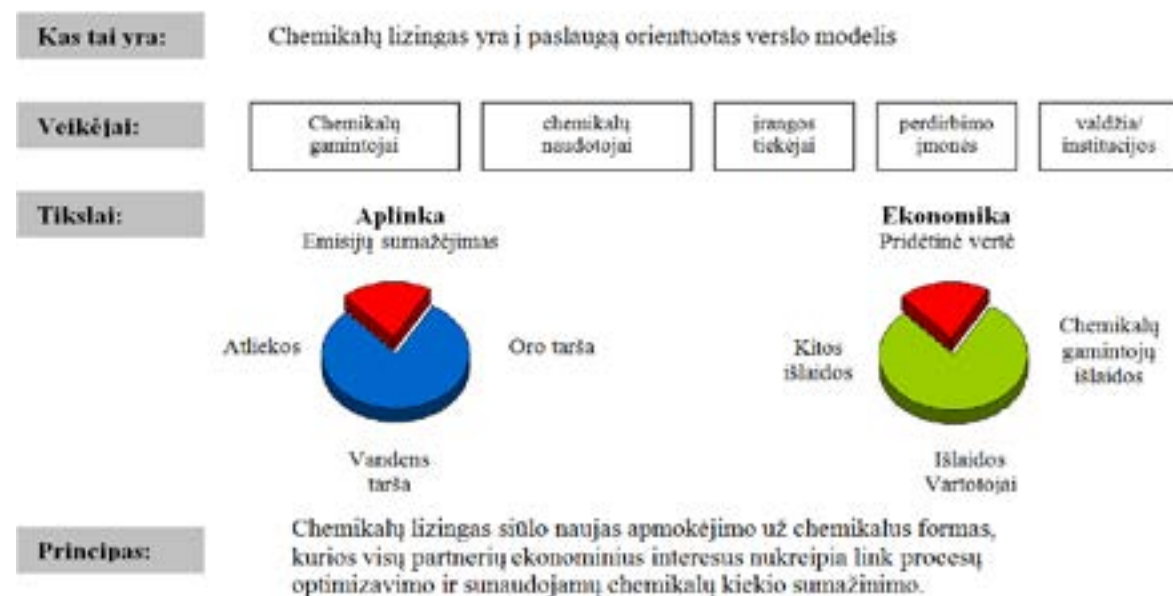 Kas tai yra:
Chemikalų lizingas yra į paslaugą orientuotas verslo modelis
Veikėjai:
Chemikalų
gamintojai
chemikalų
naudotojai
įrangos
tiekėjai
perdirbimo
įmonės
valdžia/
institucijos
Tikslai:
Aplinka
Emisijų sumažėjimas
Atliekos
Oro tarša
Vandens
tarša
Ekonomika
Pridėtinė vertė
Kitos
išlaidos
Chemikalų
gamintojų
išlaidos
Išlaidos
Vartotojai
Principas:
Chemikalų lizingas siūlo naujas apmokėjimo už chemikalus formas,
kurios visų partnerių ekonominius interesus nukreipia link procesų
optimizavimo ir sunaudojamų chemikalų kiekio sumažinimo.